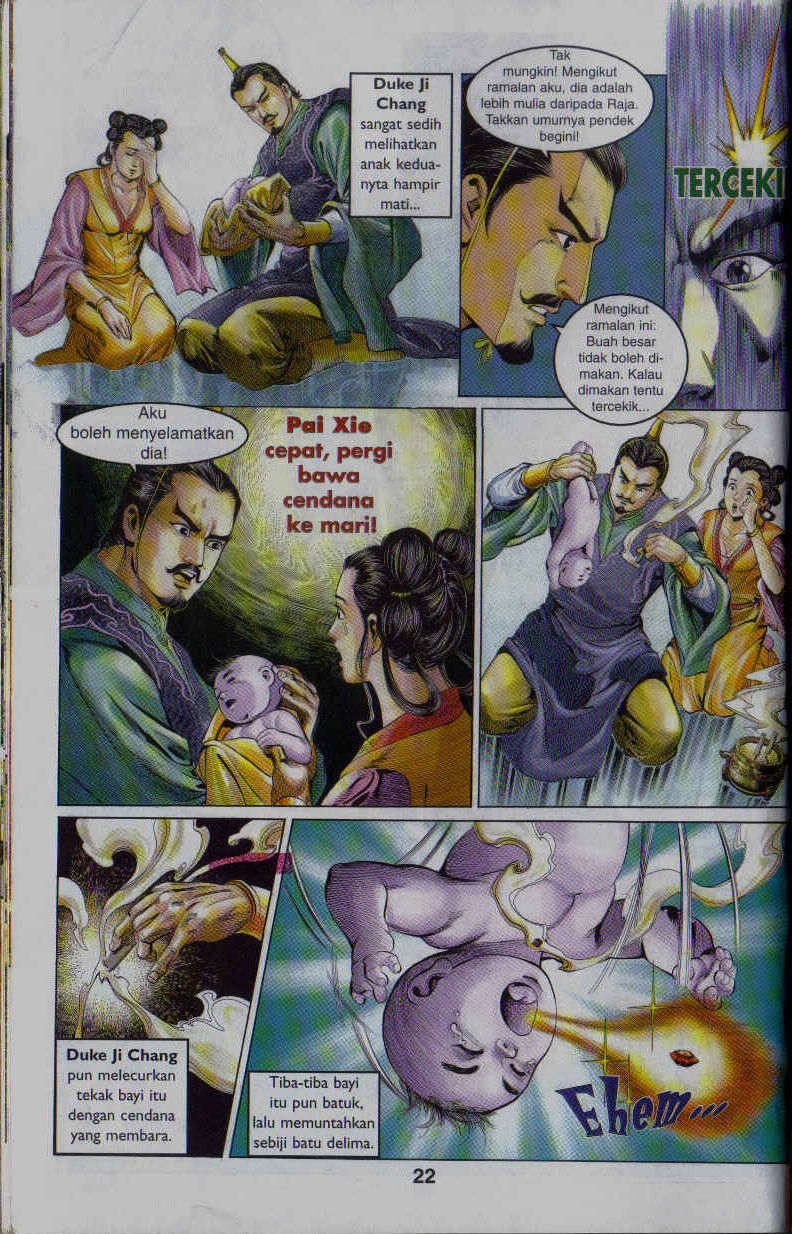 Duke Ji
Chang
sangat sedih
melihatkan
anak kedua-
nyta hampir
mati...
Tak
mungkin! Mengikut
ramalan aku, dia adalah
lebih mulia daripada Raja.
Takkan umurnya pendek
begini!
TERCEKI
Mengikut
ramalan ini:
Buah besar
tidak boleh di-
makan. Kalau
dimakan tentu
tercekik...
Aku
boleh menyelamatkan
dia!
Pai Xie
cepat, pergi
bawa
cendana
ke mari!
Duke Ji Chang
pun melecurkan
tekak bayi itu
dengan cendana
yang membara.
Tiba-tiba bayi
itu pun batuk,
lalu memuntahkan
sebiji batu delima.
Ehem...
22